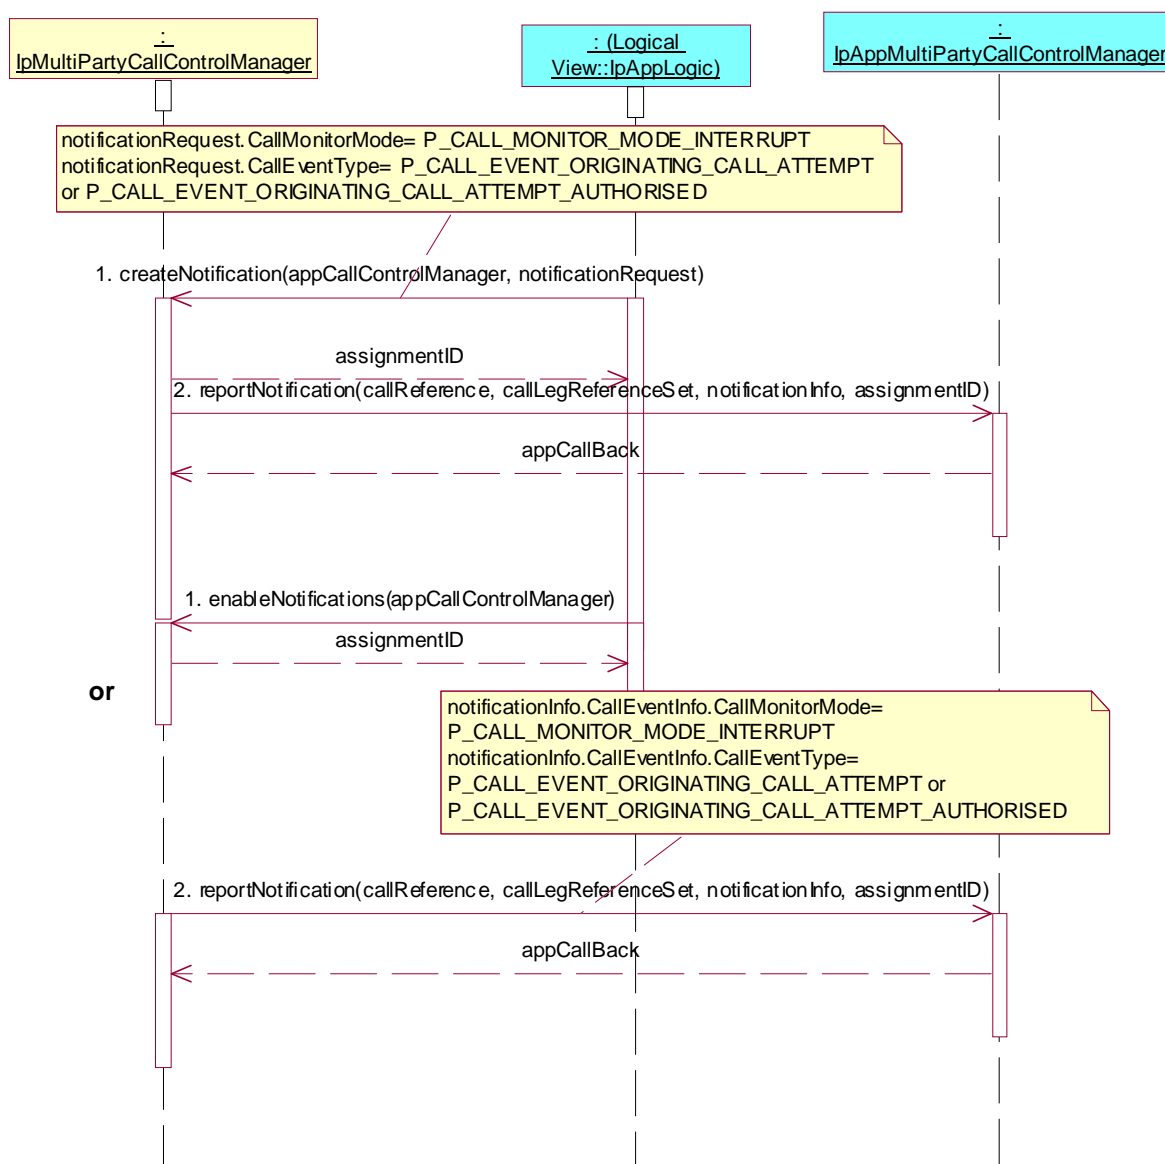 :
IpMultiPartyCallControlManager
: (Logical
View::IpAppLogic)
:
IpAppMultiPartyCallControlManager
notificationRequest.CallMonitorMode= P_CALL_MONITOR_MODE_INTERRUPT
notificationRequest.CallEventType= P_CALL_EVENT_ORIGINATING_CALL_ATTEMPT
or P_CALL_EVENT_ORIGINATING_CALL_ATTEMPT_AUTHORISED
1. createNotification(appCallControlManager, notificationRequest)
assignmentID
2. reportNotification(callReference, callLegReferenceSet, notificationInfo, assignmentID)
appCallBack
1. enableNotifications(appCallControlManager)
assignmentID
or
notificationInfo.CallEventInfo.CallMonitorMode=
P_CALL_MONITOR_MODE_INTERRUPT
notificationInfo.CallEventInfo.CallEventType=
P_CALL_EVENT_ORIGINATING_CALL_ATTEMPT or
P_CALL_EVENT_ORIGINATING_CALL_ATTEMPT_AUTHORISED
2. reportNotification(callReference, callLegReferenceSet, notificationInfo, assignmentID)
appCallBack